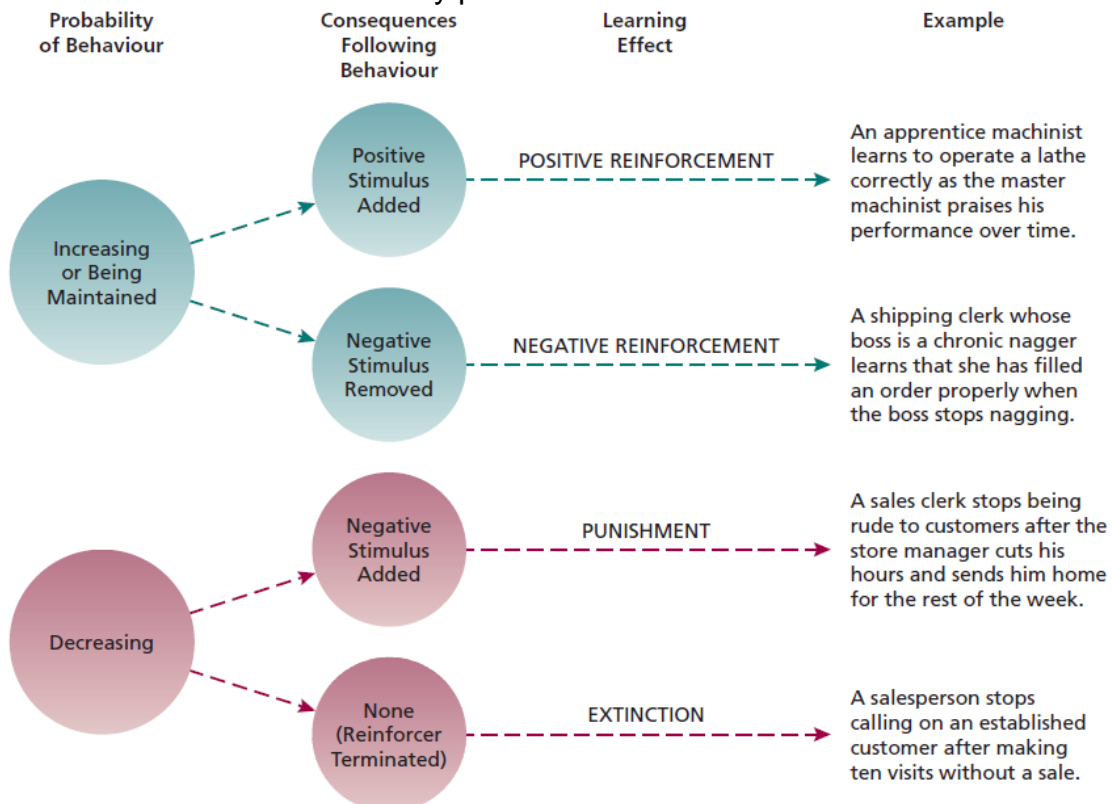 Probability
of Behaviour
Consequences
Following
Behaviour
Learning
Effect
Example
Increasing
or Being
Maintained
Positive
Stimulus
Added
POSITIVE REINFORCEMENT
An apprentice machinist
learns to operate a lathe
correctly as the master
machinist praises his
performance over time.
Negative
Stimulus
Removed
NEGATIVE REINFORCEMENT
A shipping clerk whose
boss is a chronic nagger
learns that she has filled
an order properly when
the boss stops nagging.
Decreasing
Negative
Stimulus
Added
PUNISHMENT
A sales clerk stops being
rude to customers after the
store manager cuts his
hours and sends him home
for the rest of the week.
None
(Reinforcer
Terminated)
EXTINCTION
A salesperson stops
calling on an established
customer after making
ten visits without a sale.